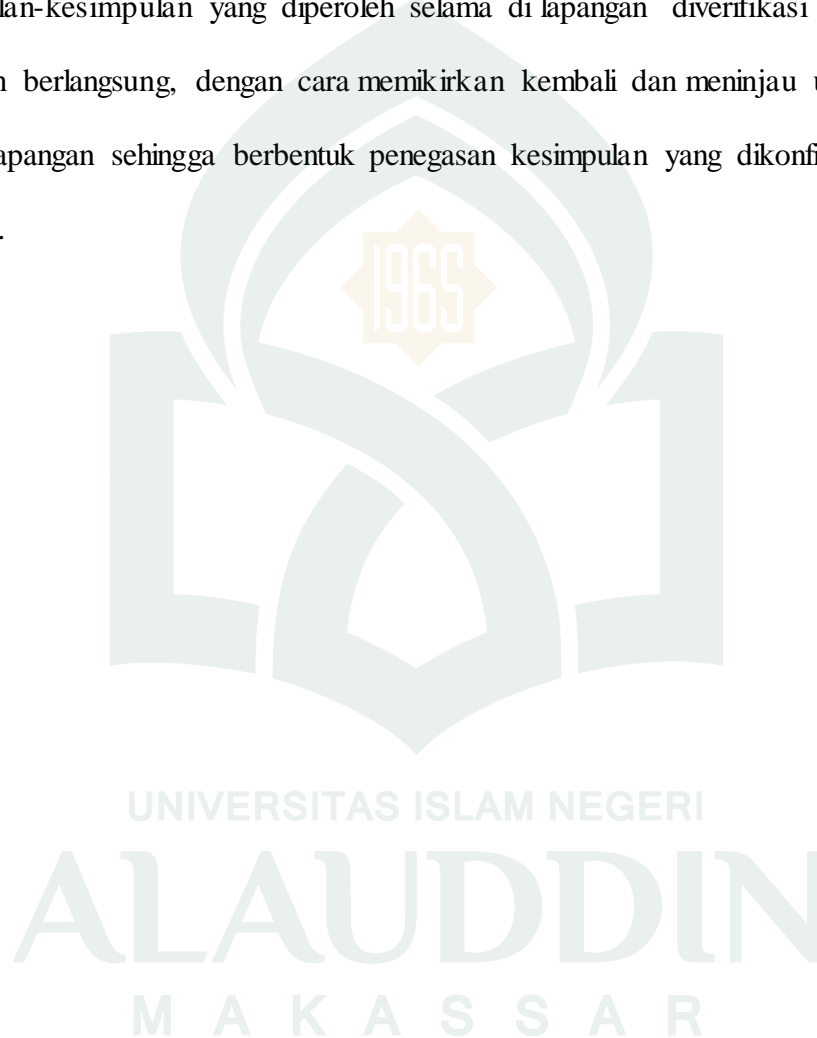 lan-kesimpulan yang diperoleh selama di lapangan diverifikasi
n berlangsung, dengan cara memikirkan kembali dan meninjau u
apangan sehingga berbentuk penegasan kesimpulan yang dikonfi
.
1965
UNIVERSITAS ISLAM NEGERI
ALAUDDIN
MAKASSAR